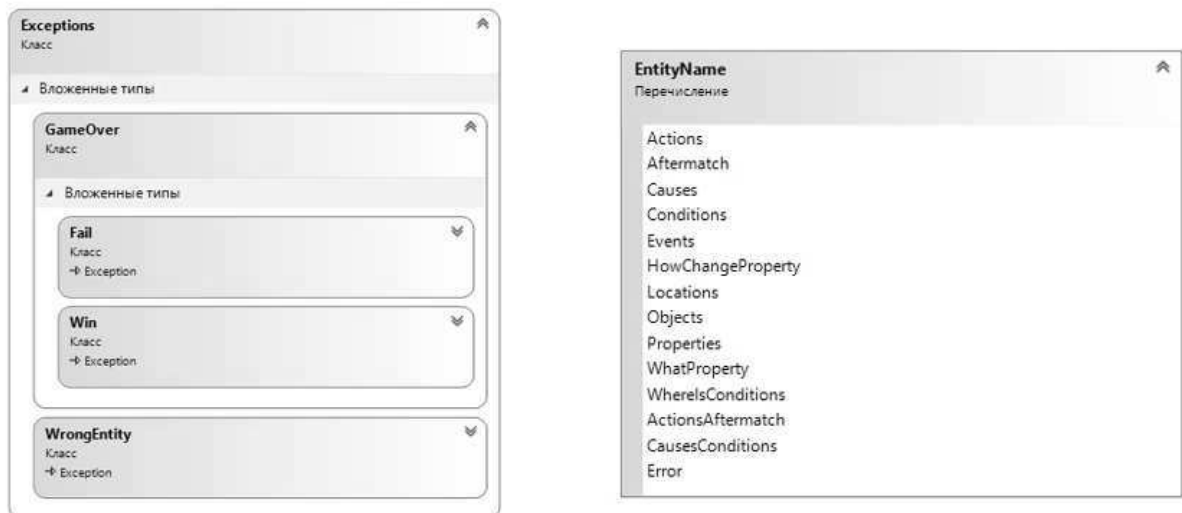 Exceptions
Класс
Вложенные типы
GameOver
Класс
Вложенные типы
Fail
Класс
Exception
Win
Класс
Exception
WrongEntity
Класс
Exception
EntityName
Перечисление
Actions
Aftermatch
Causes
Conditions
Events
HowChangeProperty
Locations
Objects
Properties
WhatProperty
WhereIsConditions
ActionsAftermatch
CausesConditions
Error